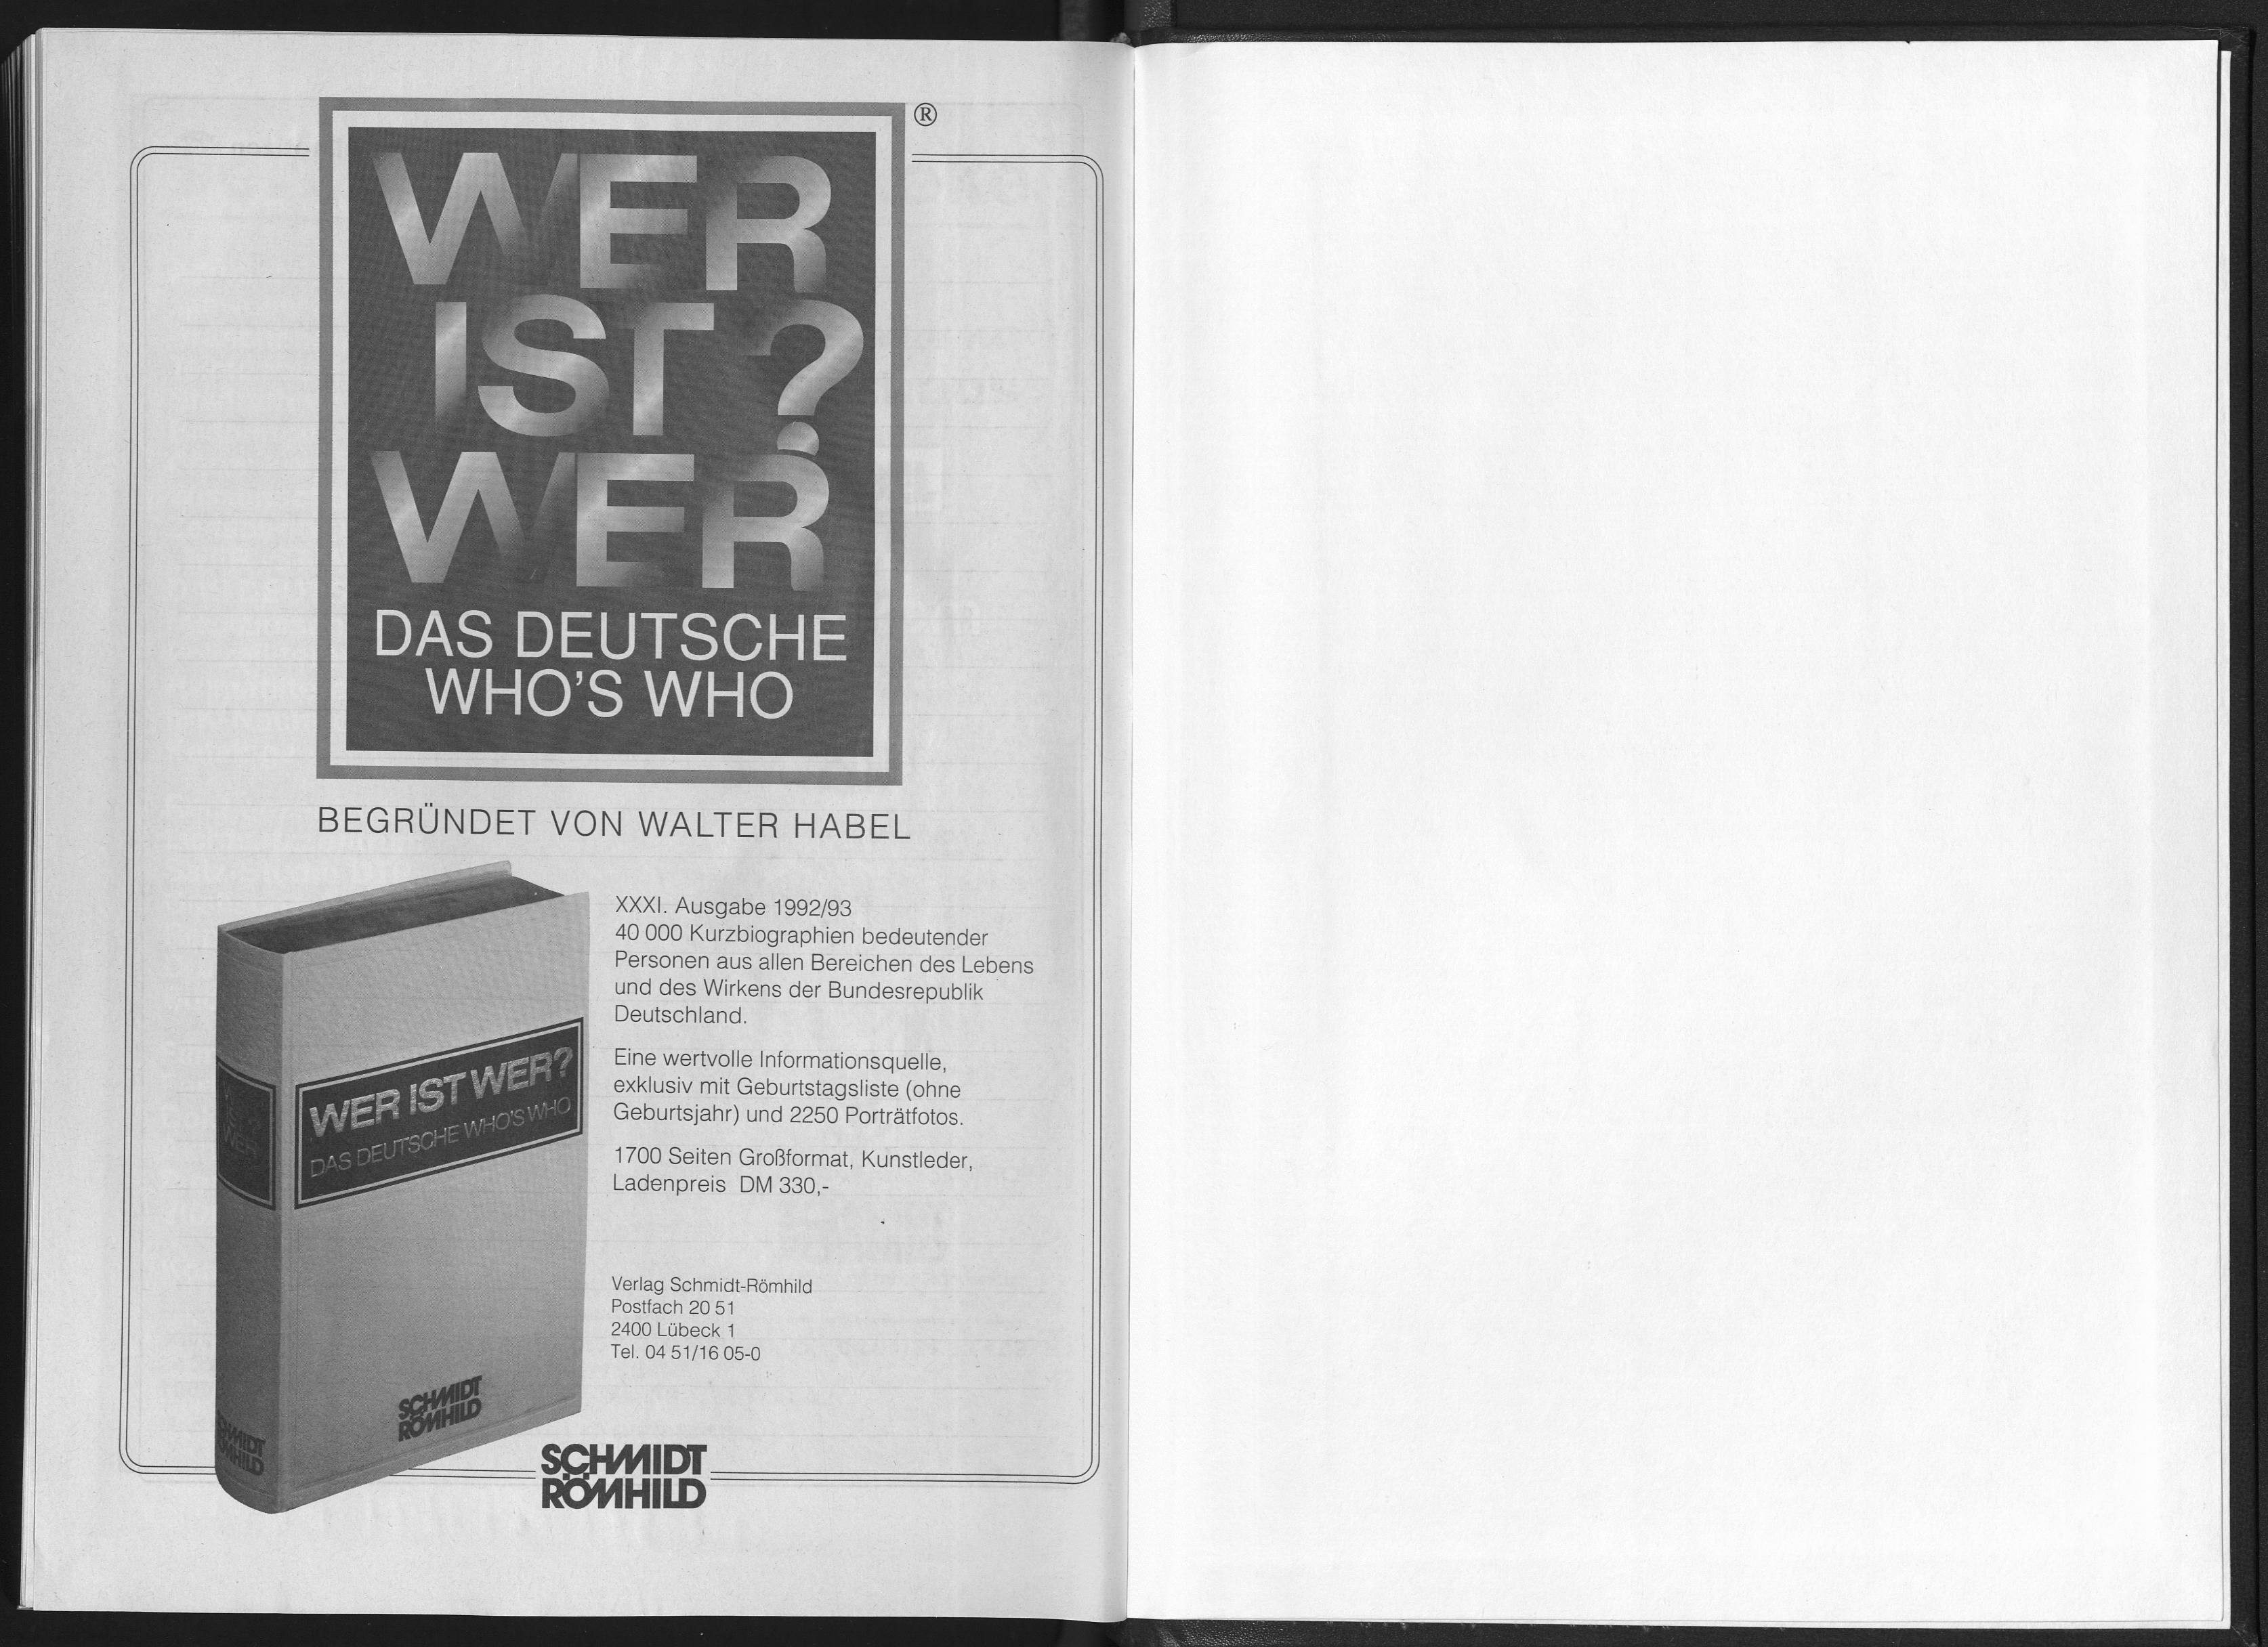 ®
WER
IST ?
WER
DAS DEUTSCHE
WHO'S WHO
BEGRÜNDET VON WALTER HABEL
XXXI. Ausgabe 1992/93
40 000 Kurzbiographien bedeutender
Personen aus allen Bereichen des Lebens
und des Wirkens der Bundesrepublik
Deutschland.
Eine wertvolle Informationsquelle,
exklusiv mit Geburtstagsliste (ohne
Geburtsjahr) und 2250 Porträtfotos.
1700 Seiten Großformat, Kunstleder,
Ladenpreis DM 330,-
Verlag Schmidt-Römhild
Postfach 20 51
2400 Lübeck 1
Tel. 04 51/16 05-0
WER IST WER?
DAS DEUTSCHE WHO'S WHO
SCHMIDT
RÖMHILD
SCHMIDT
RÖMHILD